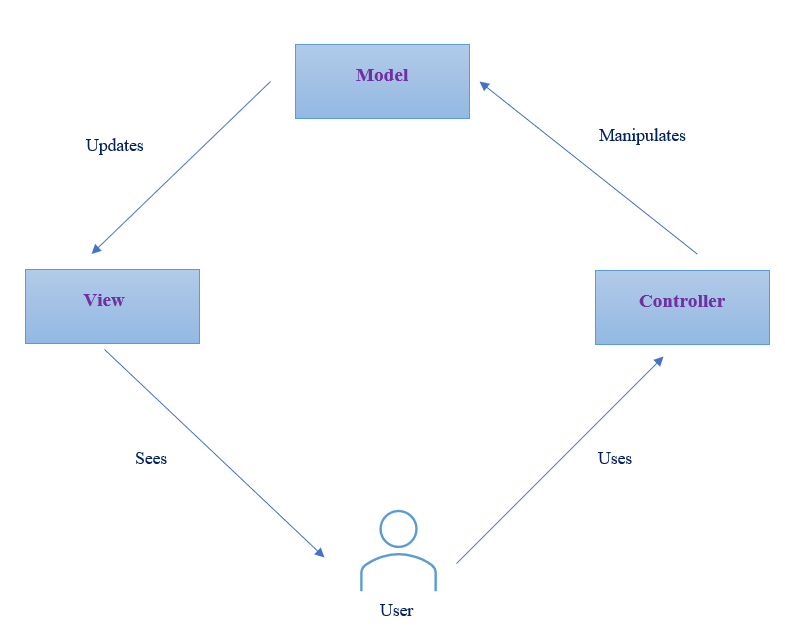 Model
Updates
Manipulates
View
Controller
Sees
Uses
User